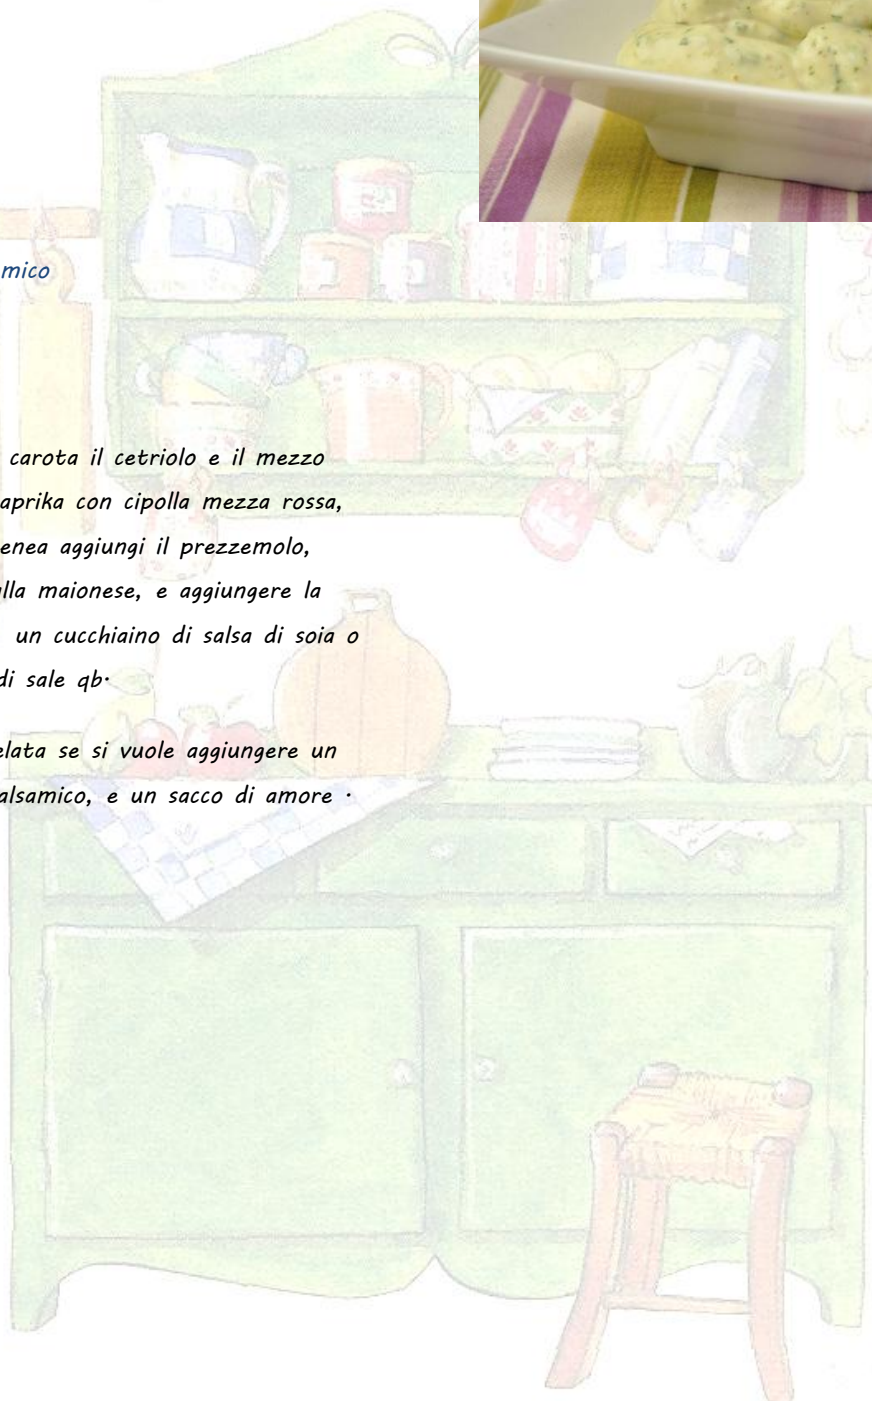 mico
carota il cetriolo e il mezzo
aprika con cipolla mezza rossa,
enea aggiungi il prezzemolo,
lla maionese, e aggiungere la
un cucchiaino di salsa di soia o
di sale qb·
elata se si vuole aggiungere un
alsamico, e un sacco di amore ·